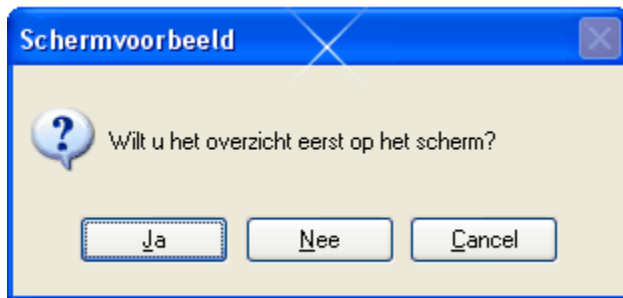 Schermvoorbeeld
Wilt u het overzicht eerst op het scherm?
Ja Nee Cancel